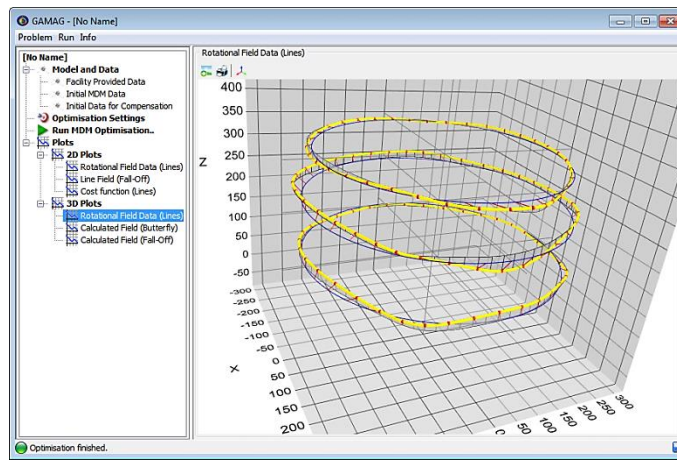 GAMAG - [No Name]
Problem Run Info
[No Name]
Model and Data
Facility Provided Data
Initial MDM Data
Initial Data for Compensation
Optimisation Settings
Run MDM Optimisation..
Plots
2D Plots
Rotational Field Data (Lines)
Line Field (Fall-Off)
Cost function (Lines)
3D Plots
Rotational Field Data (Lines)
Calculated Field (Butterfly)
Calculated Field (Fall-Off)
Rotational Field Data (Lines)
400
350
300
Z
250
200
150
100
50
0
-50
-300
-250
-200
-150
-100
-50
X
0
50
100
150
200
0
50
100
150
200
250
300
Optimisation finished.